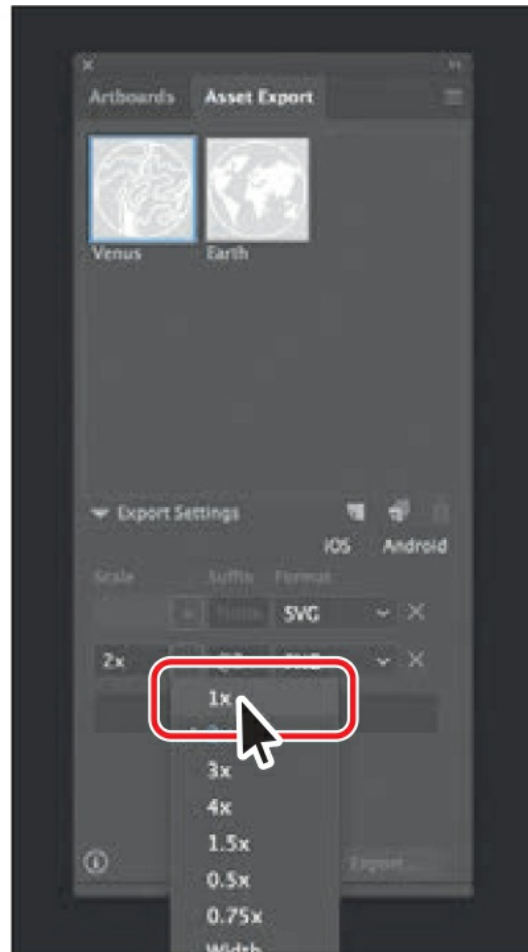 Artboards Asset Export
Venus Earth
Export Settings
iOS Android
Scale Suffix Format
SVG
2x
1x
3x
4x
1.5x
0.5x
0.75x
Width
Export...